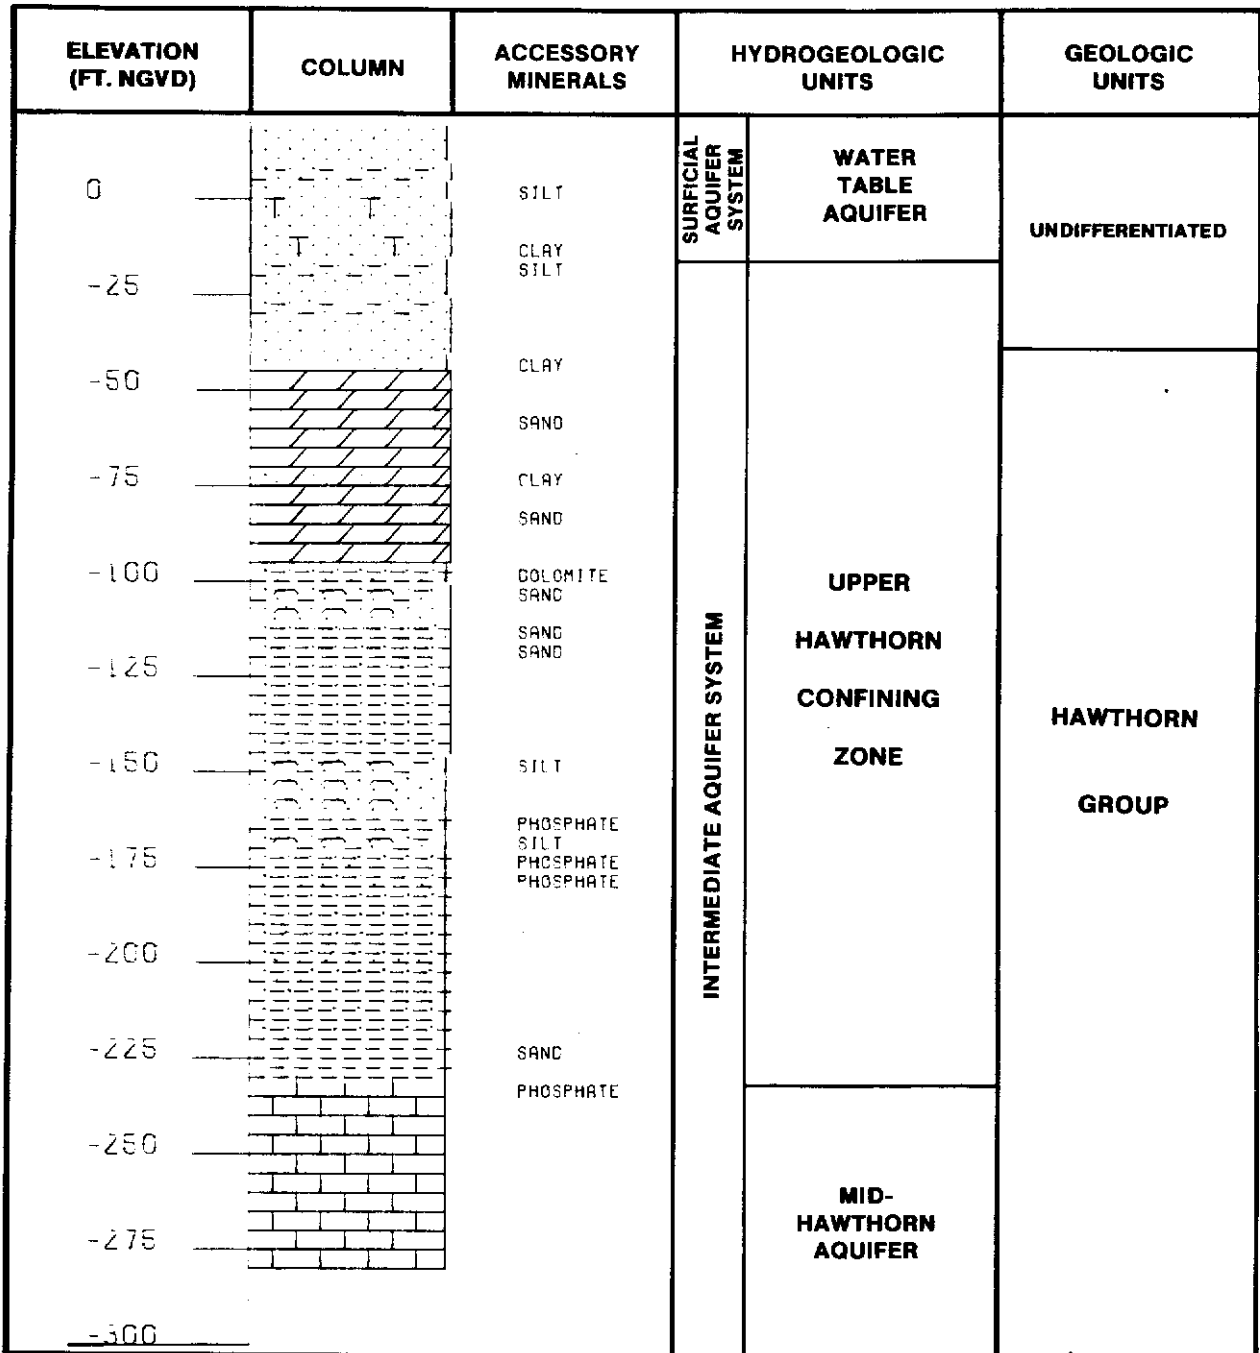 ELEVATION
(FT. NGVD)
COLUMN
ACCESSORY
MINERALS
HYDROGEOLOGIC
UNITS
GEOLOGIC
UNITS
0
-25
-50
-75
-100
-125
-150
-175
-200
-225
-250
-275
-300
SILT
CLAY
SILT
CLAY
SAND
CLAY
SAND
DOLOMITE
SAND
SAND
SAND
SILT
PHOSPHATE
SILT
PHOSPHATE
PHOSPHATE
SAND
PHOSPHATE
SURFICIAL
AQUIFER
SYSTEM
INTERMEDIATE AQUIFER SYSTEM
WATER
TABLE
AQUIFER
UPPER
HAWTHORN
CONFINING
ZONE
MID-
HAWTHORN
AQUIFER
UNDIFFERENTIATED
HAWTHORN
GROUP